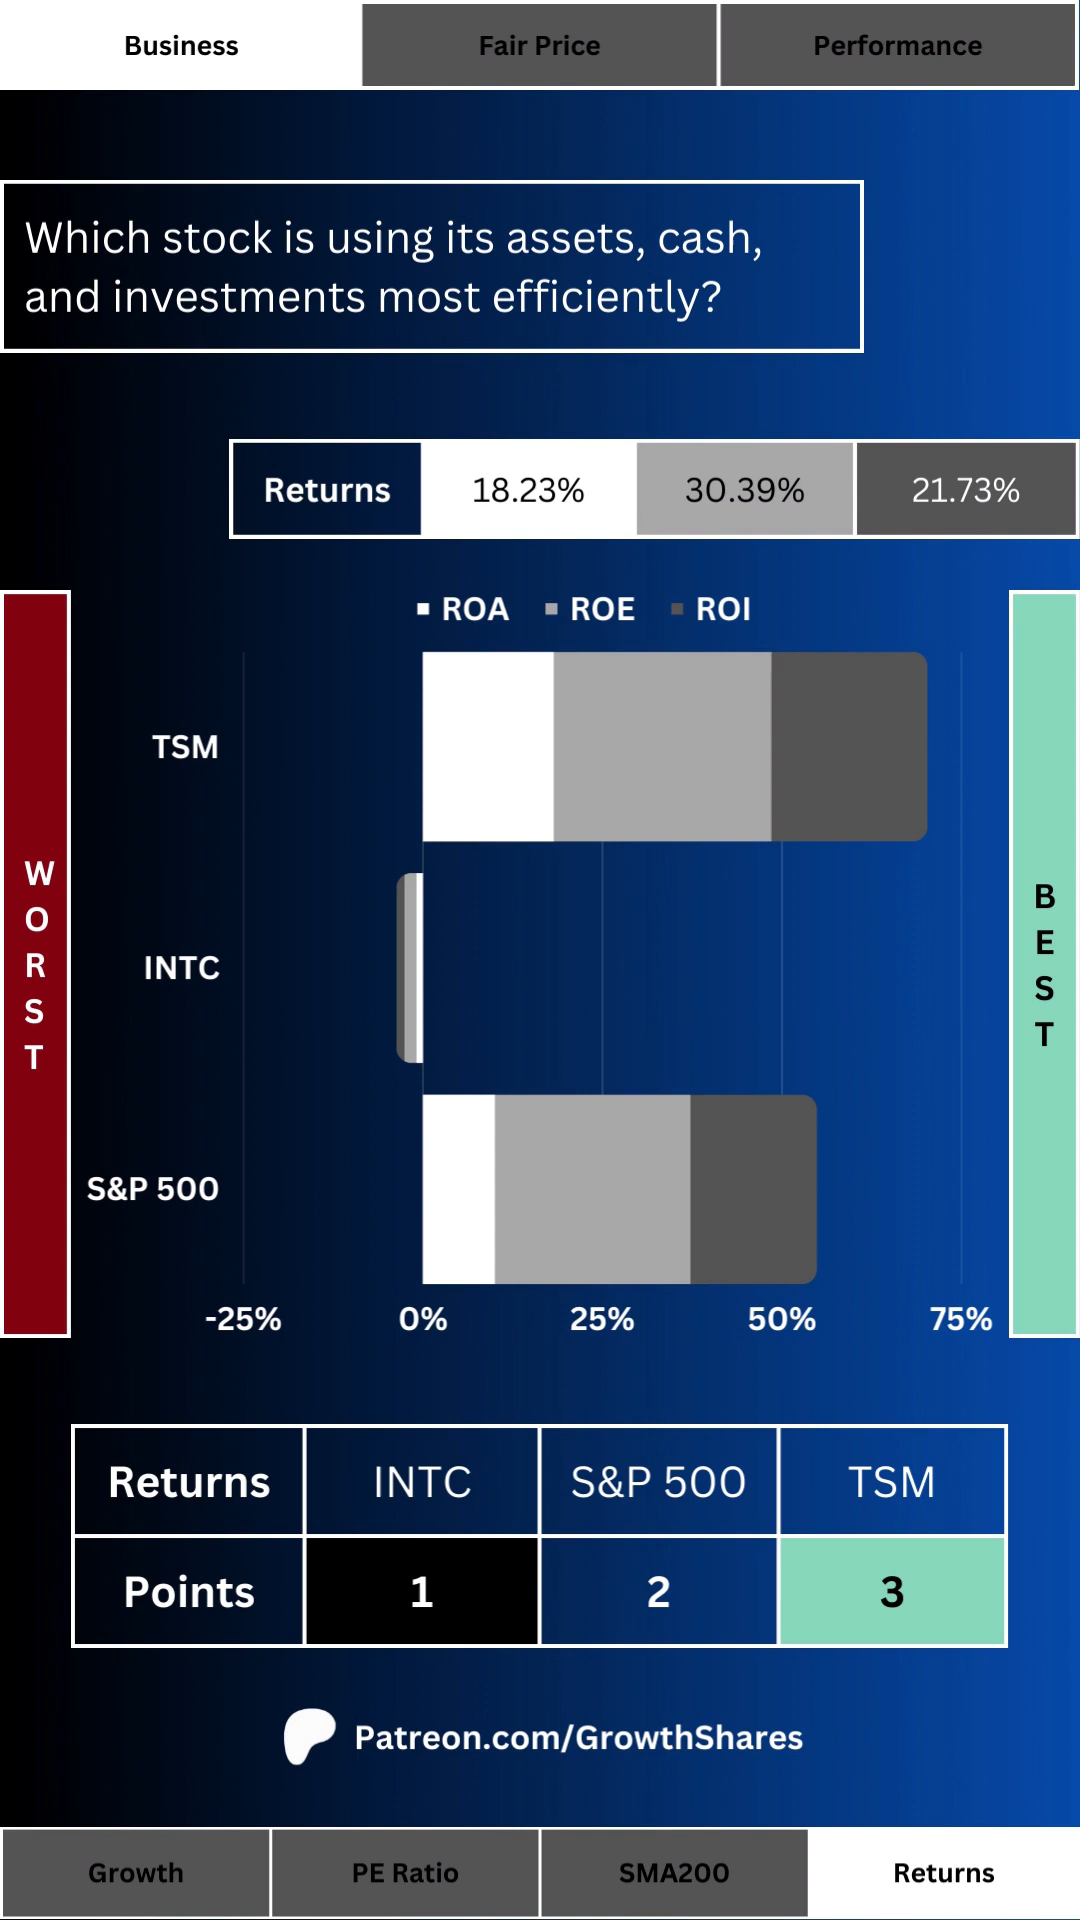 Business Fair Price Performance
Which stock is using its assets, cash,
and investments most efficiently?
Returns 18.23% 30.39% 21.73%
ROA ROE ROI
WORST
TSM
INTC
S&P 500
BEST
-25% 0% 25% 50% 75%
Returns INTC S&P 500 TSM
Points 1 2 3
Patreon.com/GrowthShares
Growth PE Ratio SMA200 Returns